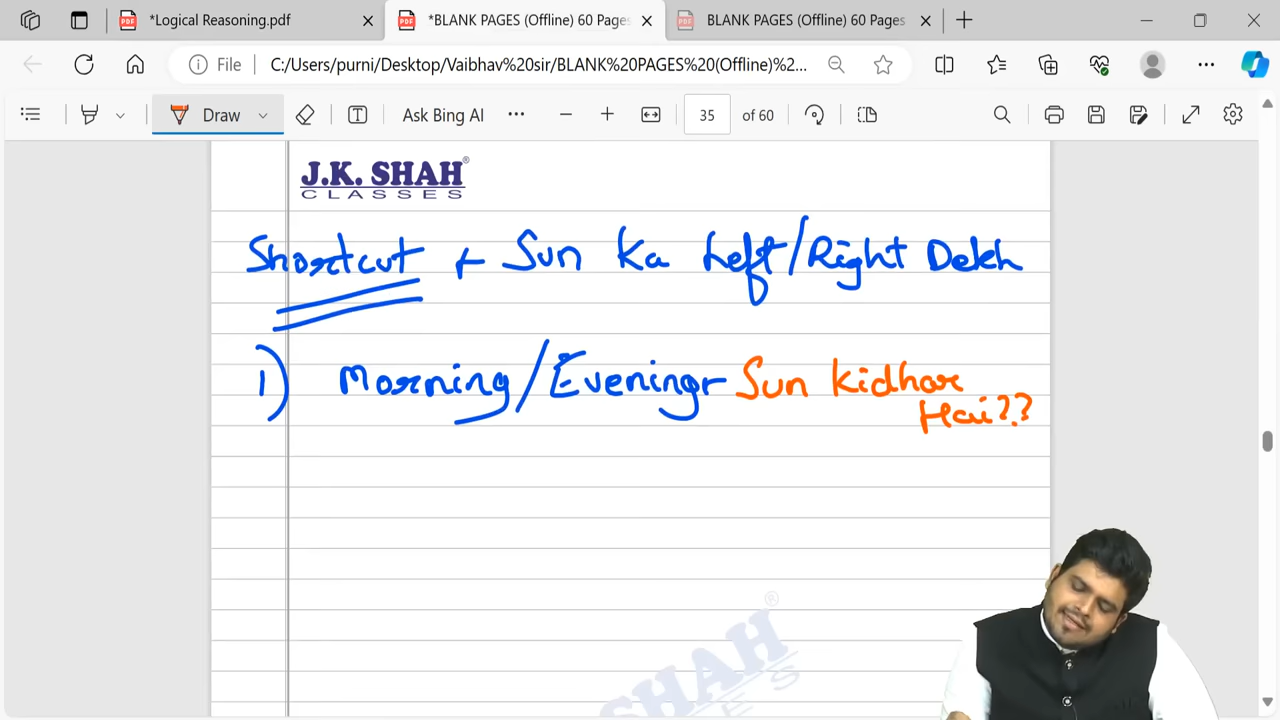 *Logical Reasoning.pdf
*BLANK PAGES (Offline) 60 Pages
BLANK PAGES (Offline) 60 Pages
File
C:/Users/purni/Desktop/Vaibhav%20sir/BLANK%20PAGES%20(Offline)%2...
Draw
Ask Bing AI
35 of 60
J.K. SHAH®
CLASSES
Shortcut + Sun Ka Left/Right Dekh
1) Morning/Evening Sun kidhar
Hai??
SHAH®